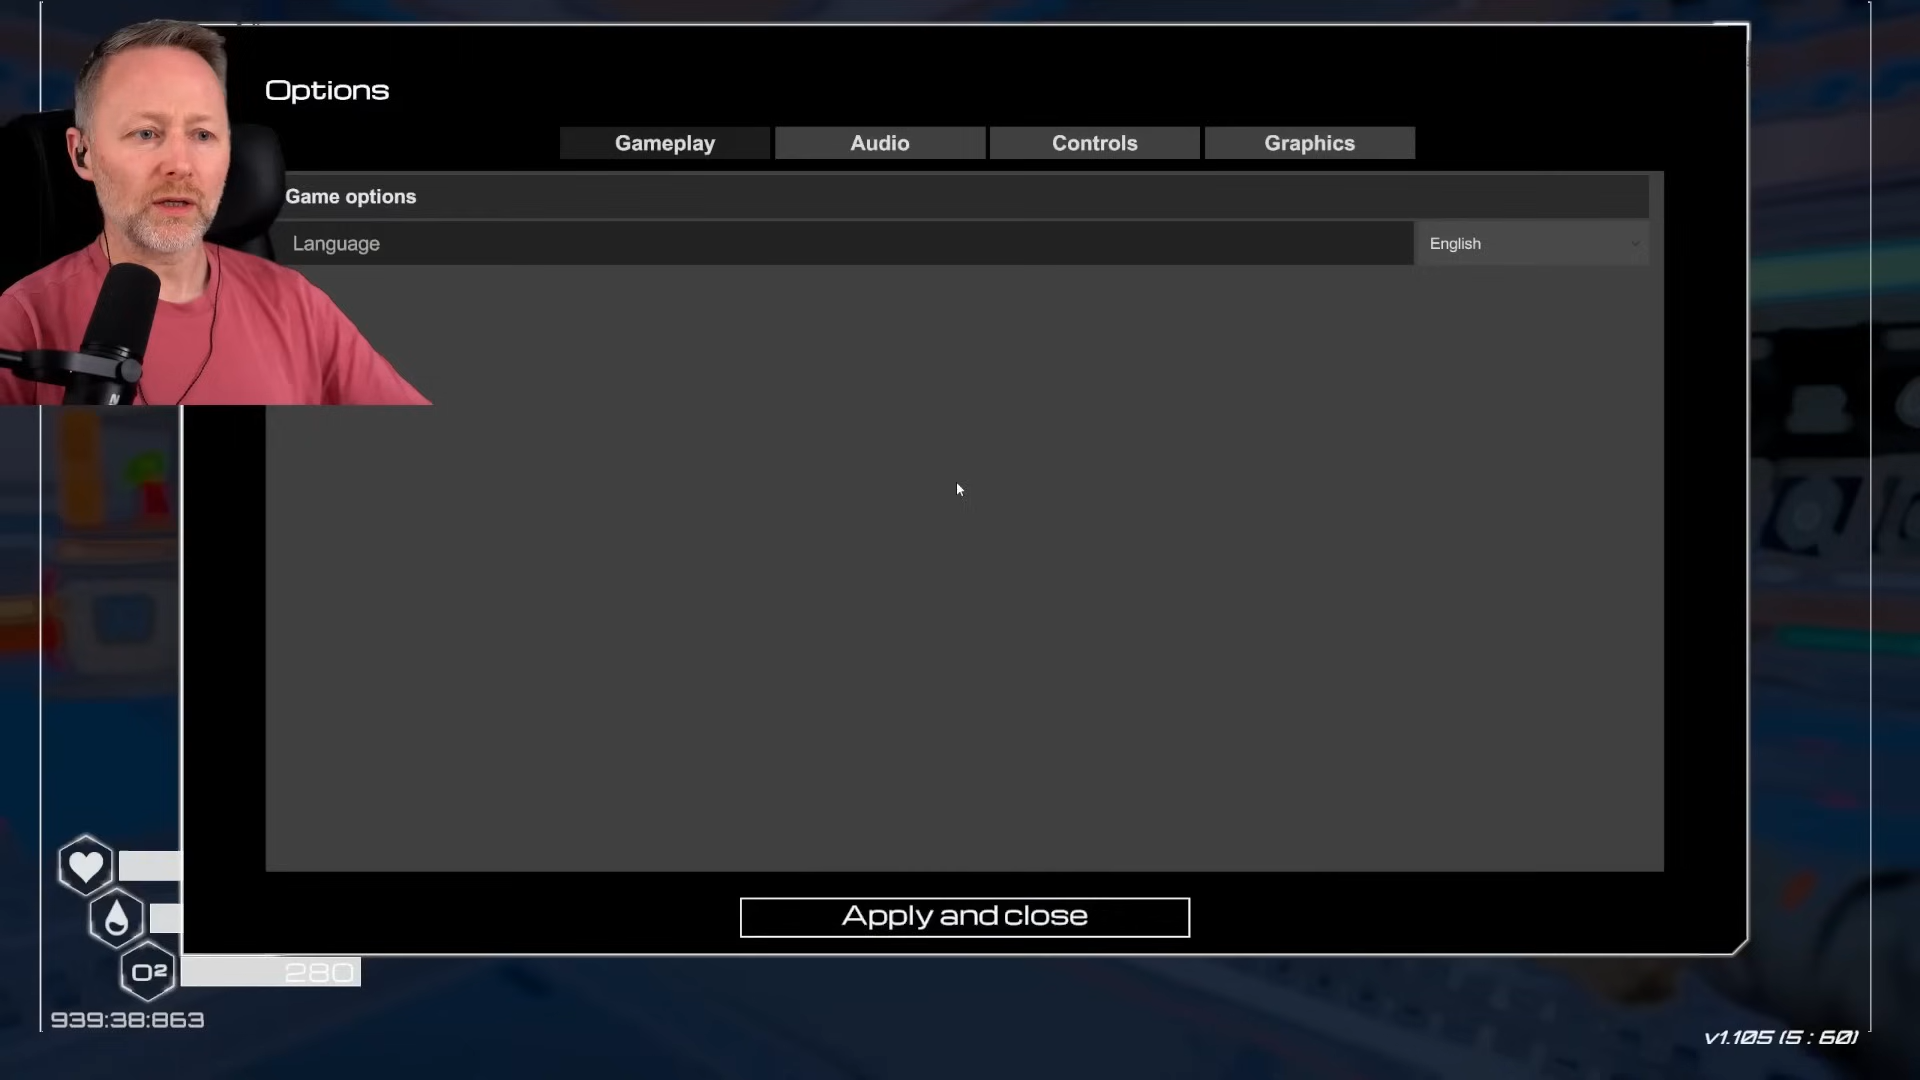 Options
Gameplay
Audio
Controls
Graphics
Game options
Language
English
Apply and close
O²
280
939:38:863
v1.105 (5 : 60)
N